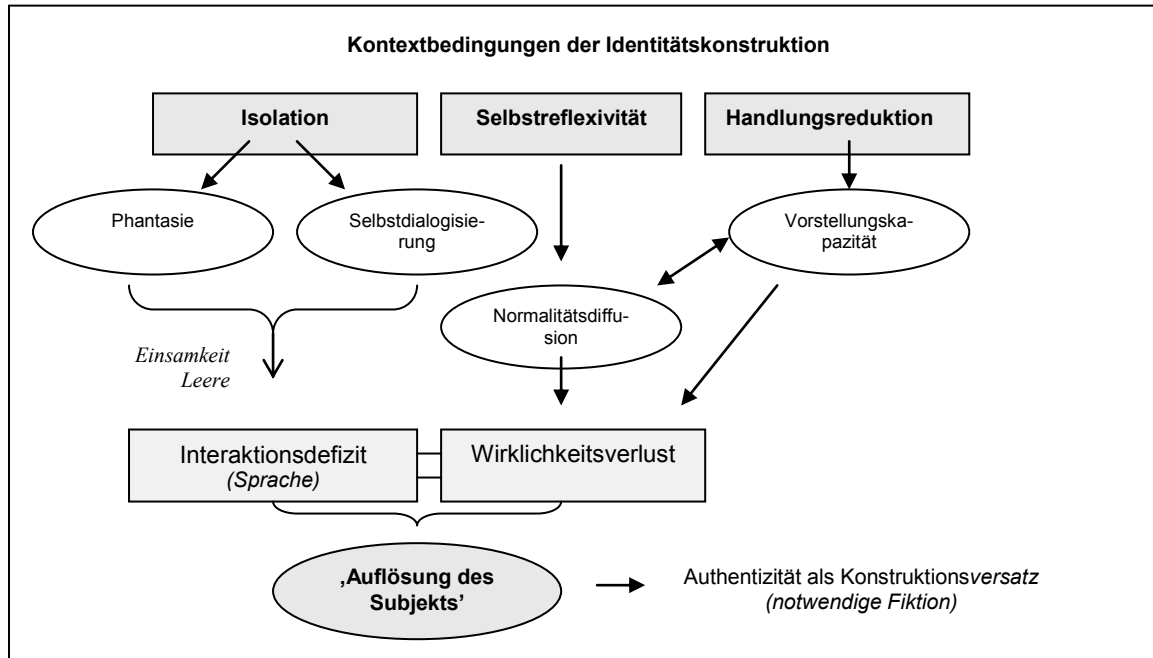 Kontextbedingungen der Identitätskonstruktion
Isolation
Selbstreflexivität
Handlungsreduktion
Phantasie
Selbstdialogisie-
rung
Vorstellungska-
pazität
Normalitätsdiffu-
sion
Einsamkeit
Leere
Interaktionsdefizit
(Sprache)
Wirklichkeitsverlust
‚Auflösung des
Subjekts’
Authentizität als Konstruktionsversatz
(notwendige Fiktion)